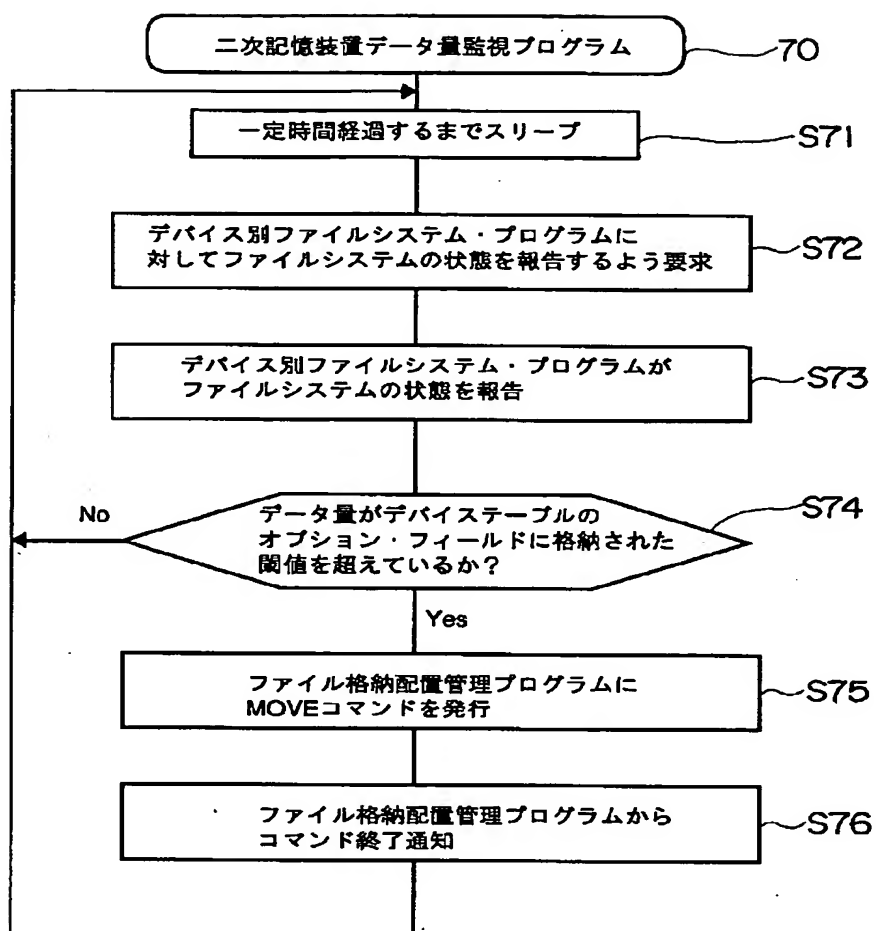 二次記憶装置データ量監視プログラム
70
一定時間経過するまでスリープ
S71
デバイス別ファイルシステム・プログラムに
対してファイルシステムの状態を報告するよう要求
S72
デバイス別ファイルシステム・プログラムが
ファイルシステムの状態を報告
S73
No
データ量がデバイステーブルの
オプション・フィールドに格納された
閾値を超えているか?
S74
Yes
ファイル格納配置管理プログラムに
MOVEコマンドを発行
S75
ファイル格納配置管理プログラムから
コマンド終了通知
S76